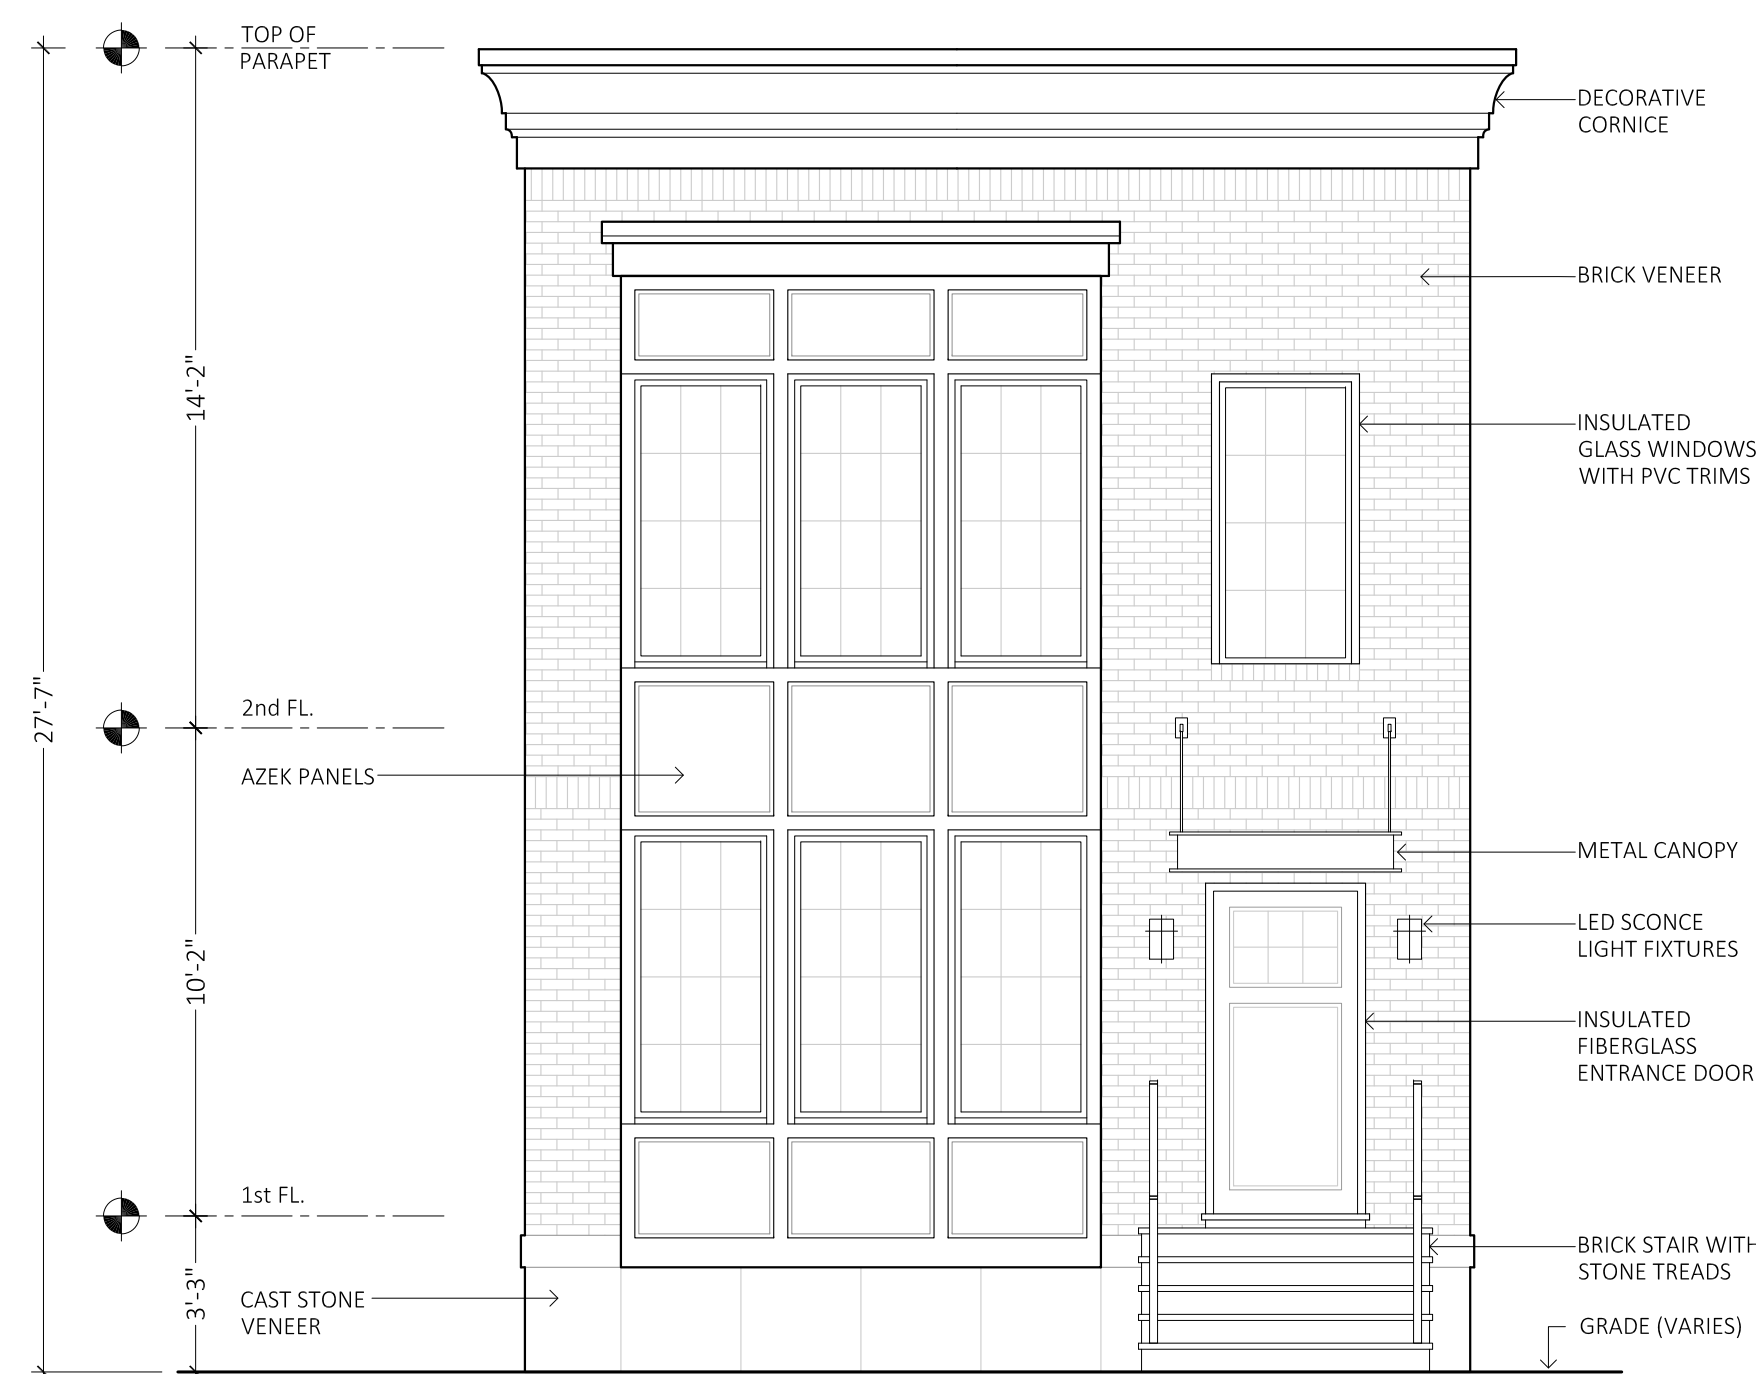 TOP OF
PARAPET
DECORATIVE
CORNICE
BRICK VENEER
14'-2"
INSULATED
GLASS WINDOWS
WITH PVC TRIMS
27'-7"
2nd FL.
AZEK PANELS
METAL CANOPY
LED SCONCE
LIGHT FIXTURES
10'-2"
INSULATED
FIBERGLASS
ENTRANCE DOOR
1st FL.
BRICK STAIR WITH
STONE TREADS
3'-3"
CAST STONE
VENEER
GRADE (VARIES)